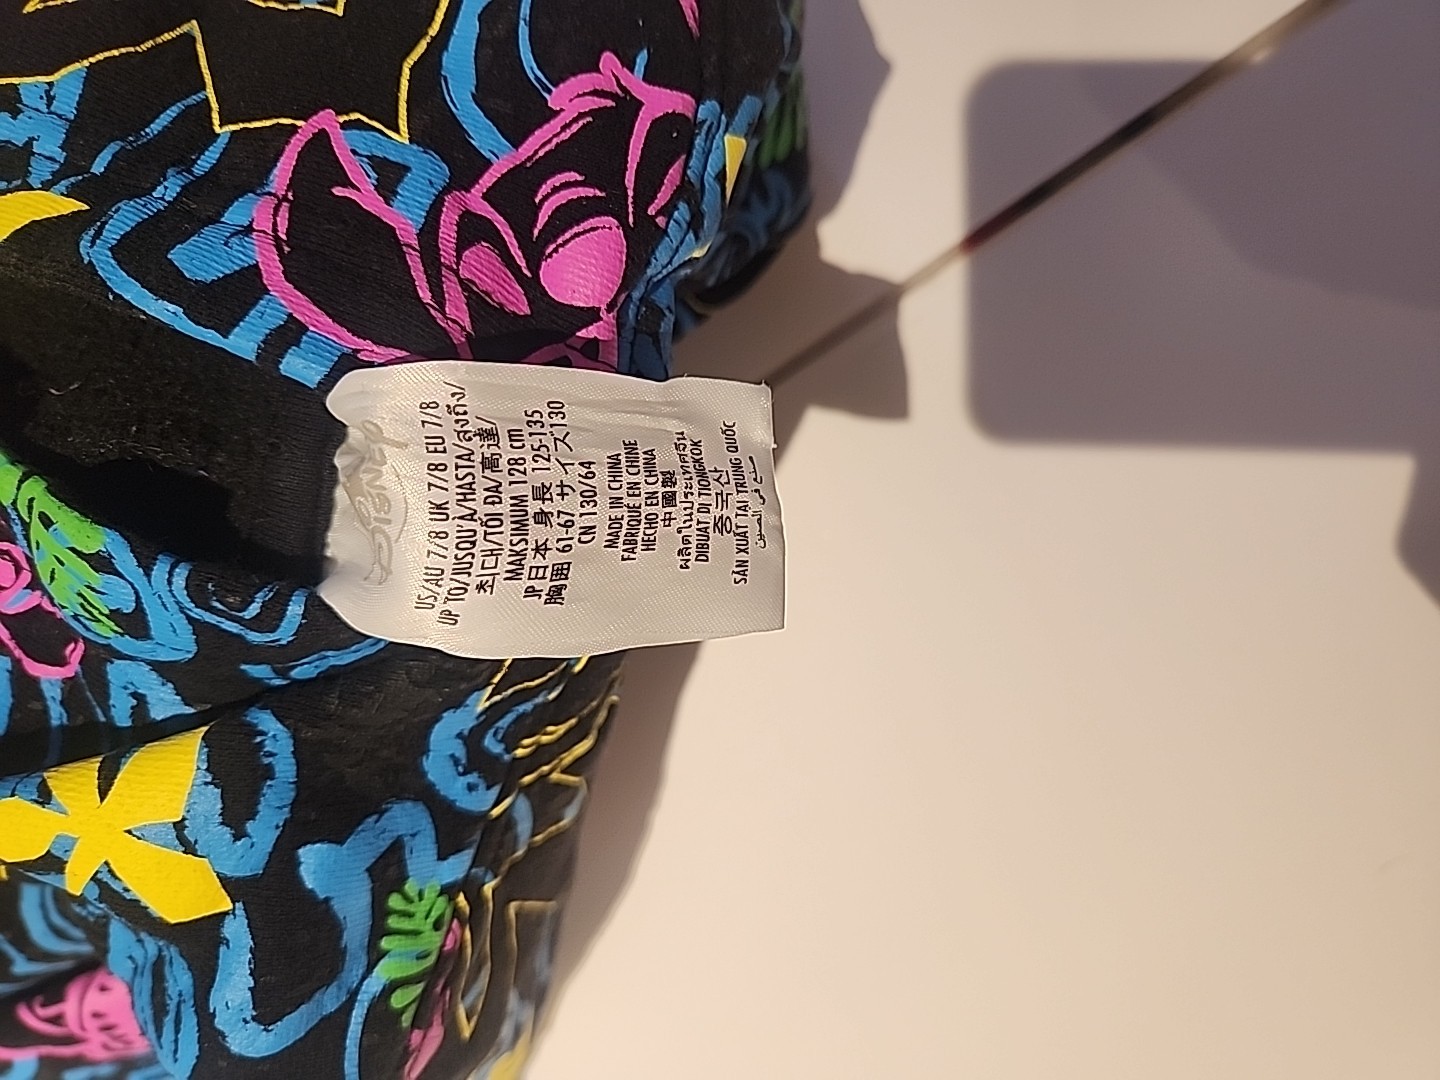 Disney
US/AU 7/8 UK 7/8 EU 7/8
UP TO/JUSQU'À/HASTA/สูงถึง/
최대/TỐI ĐA/高達/
MAKSIMUM 128 cm
JP日本 身長 125-135
胸囲 61-67 サイズ130
CN 130/64
MADE IN CHINA
FABRIQUÉ EN CHINE
HECHO EN CHINA
中國製
ผลิตในประเทศจีน
DIBUAT DI TIONGKOK
중국산
SẢN XUẤT TẠI TRUNG QUỐC
صنع في الصين